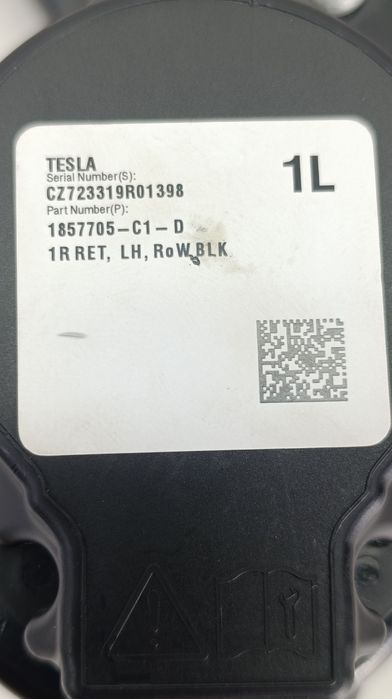 TESLA
1L
Serial Number(S):
CZ723319R01398
Part Number(P):
1857705-C1-D
1R RET, LH, RoW,BLK